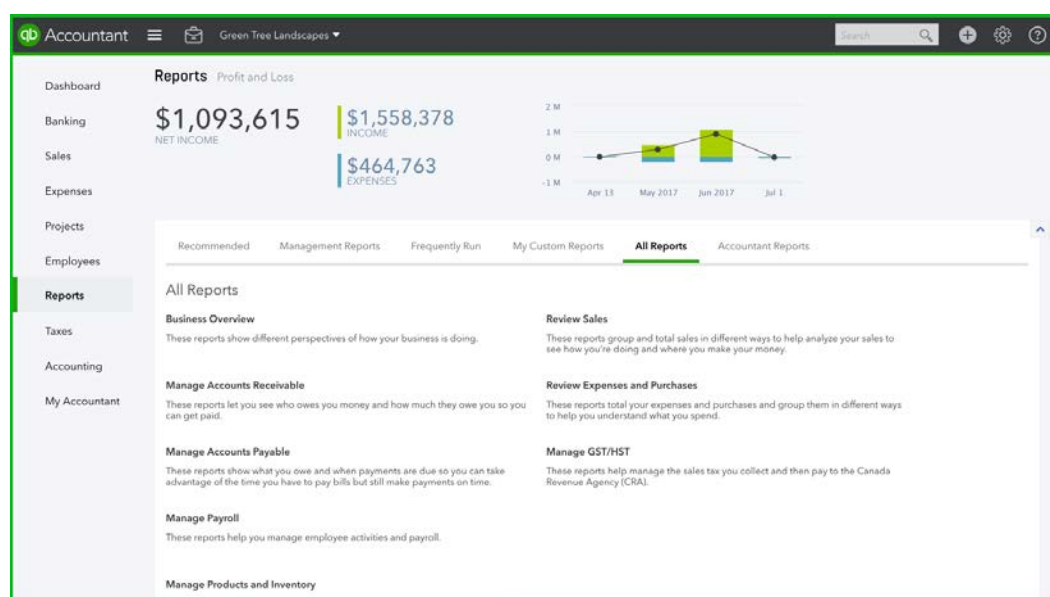 qb Accountant Green Tree Landscapes Search
Dashboard
Banking
Sales
Expenses
Projects
Employees
Reports
Taxes
Accounting
My Accountant
Reports Profit and Loss
$1,093,615
NET INCOME
$1,558,378
INCOME
$464,763
EXPENSES
2 M
1 M
0 M
-1 M
Apr 13 May 2017 Jun 2017 Jul 1
Recommended Management Reports Frequently Run My Custom Reports All Reports Accountant Reports
All Reports
Business Overview
These reports show different perspectives of how your business is doing.
Review Sales
These reports group and total sales in different ways to help analyze your sales to
see how you're doing and where you make your money.
Manage Accounts Receivable
These reports let you see who owes you money and how much they owe you so you
can get paid.
Review Expenses and Purchases
These reports total your expenses and purchases and group them in different ways
to help you understand what you spend.
Manage Accounts Payable
These reports show what you owe and when payments are due so you can take
advantage of the time you have to pay bills but still make payments on time.
Manage GST/HST
These reports help manage the sales tax you collect and then pay to the Canada
Revenue Agency (CRA).
Manage Payroll
These reports help you manage employee activities and payroll.
Manage Products and Inventory